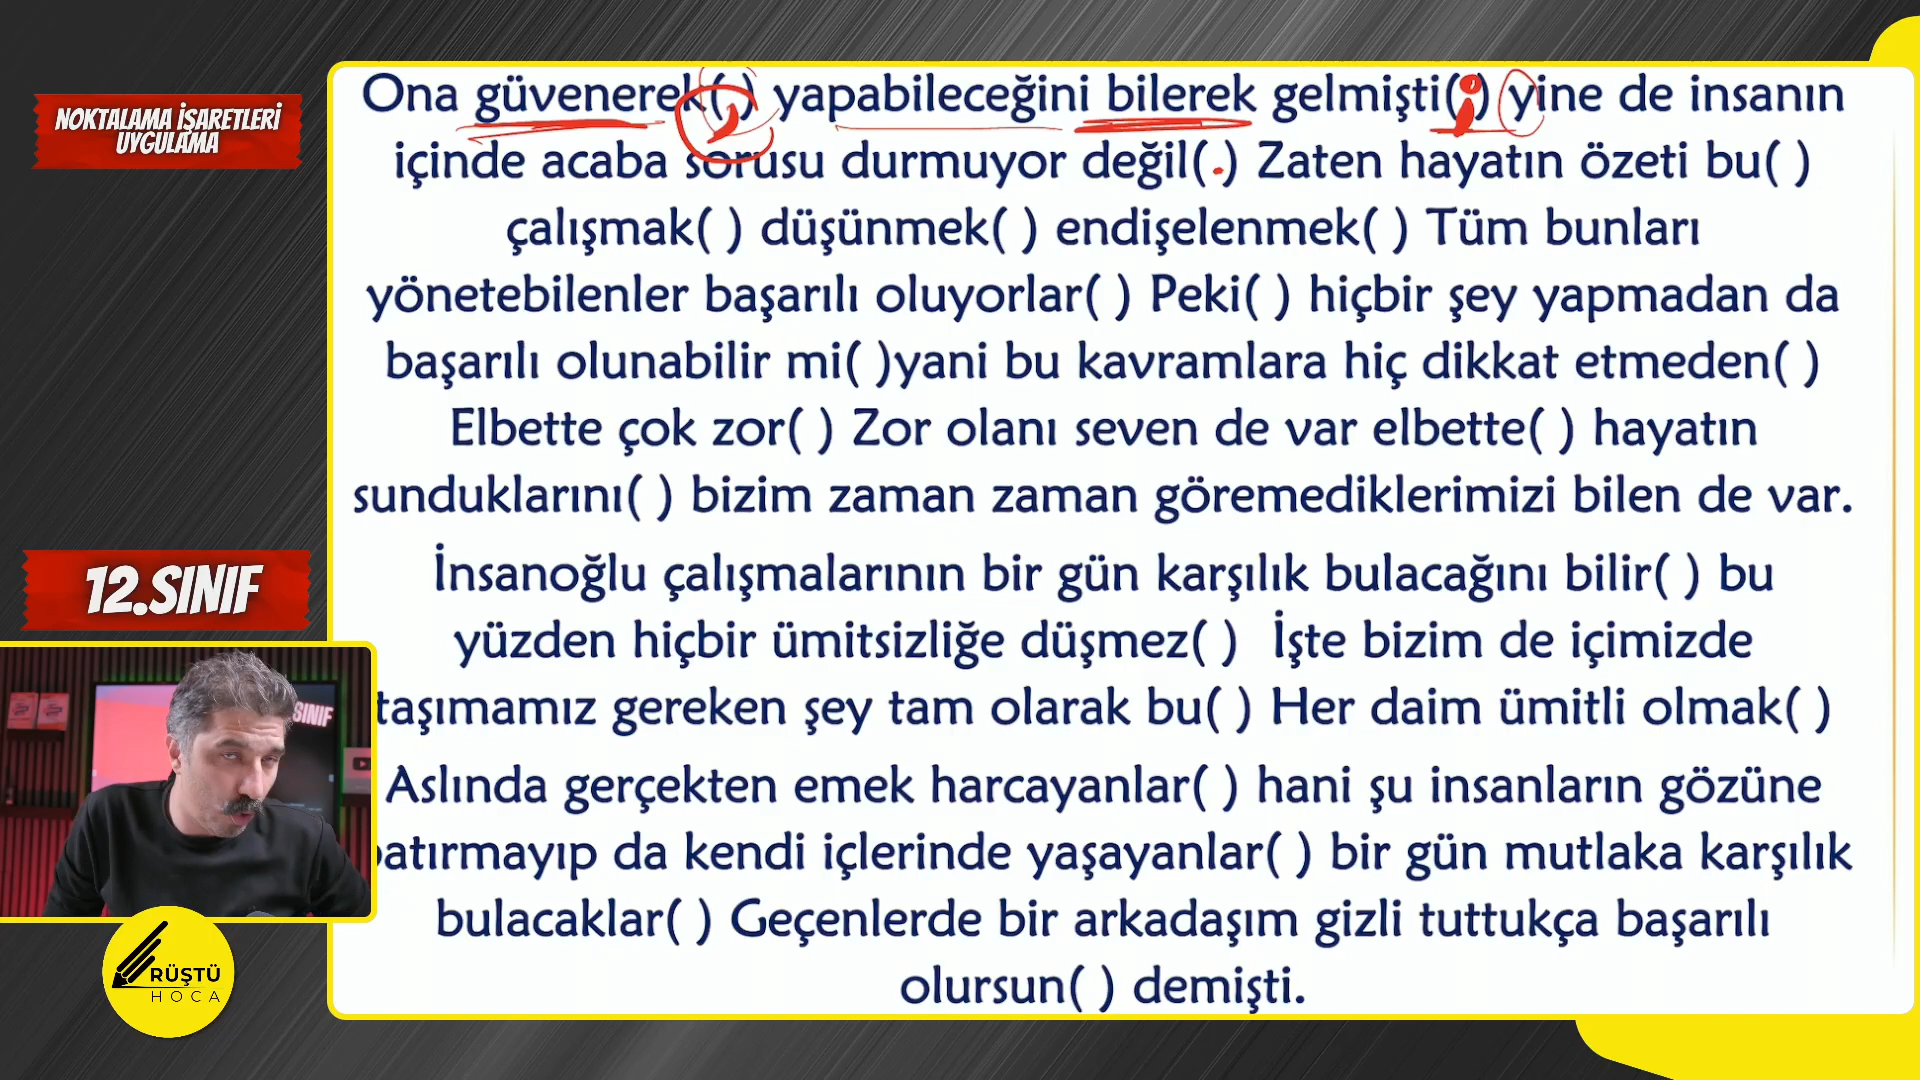 NOKTALAMA İŞARETLERİ
UYGULAMA
Ona güvenerek(,) yapabileceğini bilerek gelmişti(;) yine de insanın
içinde acaba sorusu durmuyor değil(.) Zaten hayatın özeti bu( )
çalışmak( ) düşünmek( ) endişelenmek( ) Tüm bunları
yönetebilenler başarılı oluyorlar( ) Peki( ) hiçbir şey yapmadan da
başarılı olunabilir mi( )yani bu kavramlara hiç dikkat etmeden( )
Elbette çok zor( ) Zor olanı seven de var elbette( ) hayatın
sunduklarını( ) bizim zaman zaman göremediklerimizi bilen de var.
İnsanoğlu çalışmalarının bir gün karşılık bulacağını bilir( ) bu
yüzden hiçbir ümitsizliğe düşmez( ) İşte bizim de içimizde
taşımamız gereken şey tam olarak bu( ) Her daim ümitli olmak( )
Aslında gerçekten emek harcayanlar( ) hani şu insanların gözüne
batırmayıp da kendi içlerinde yaşayanlar( ) bir gün mutlaka karşılık
bulacaklar( ) Geçenlerde bir arkadaşım gizli tuttukça başarılı
olursun( ) demişti.
12.SINIF
SINIF
RÜŞTÜ
HOCA